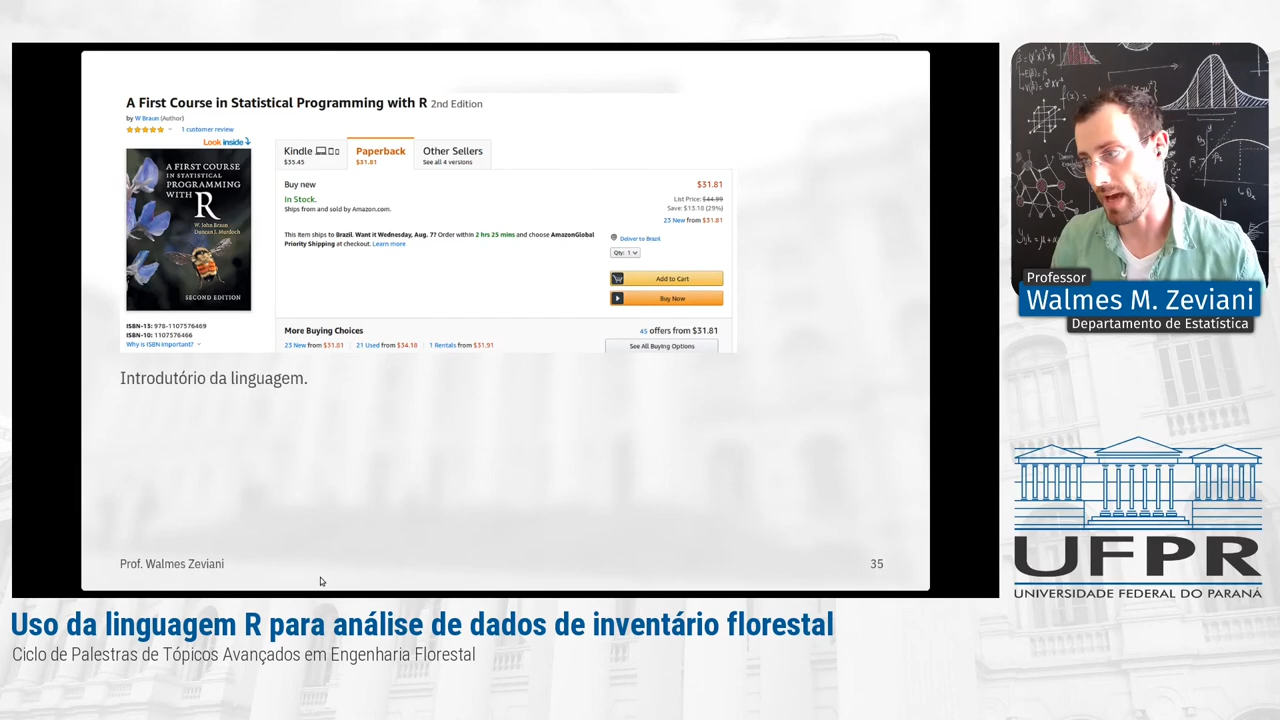 A First Course in Statistical Programming with R 2nd Edition
by W Braun (Author)
1 customer review
Look inside
A FIRST COURSE
IN STATISTICAL
PROGRAMMING
WITH R
W. John Braun
Duncan J. Murdoch
SECOND EDITION
ISBN-13: 978-1107576469
ISBN-10: 1107576466
Why is ISBN important?
Kindle
$35.45
Paperback
$31.81
Other Sellers
See all 4 versions
Buy new
$31.81
In Stock.
Ships from and sold by Amazon.com.
List Price: $44.99
Save: $13.18 (29%)
23 New from $31.81
This item ships to Brazil. Want it Wednesday, Aug. 7? Order within 2 hrs 25 mins and choose AmazonGlobal
Priority Shipping at checkout. Learn more
Deliver to Brazil
Qty: 1
Add to Cart
Buy Now
More Buying Choices
23 New from $31.81
21 Used from $34.18
1 Rentals from $31.91
45 offers from $31.81
See All Buying Options
Introdutório da linguagem.
Prof. Walmes Zeviani
35
Professor
Walmes M. Zeviani
Departamento de Estatística
UFPR
UNIVERSIDADE FEDERAL DO PARANÁ
Uso da linguagem R para análise de dados de inventário florestal
Ciclo de Palestras de Tópicos Avançados em Engenharia Florestal